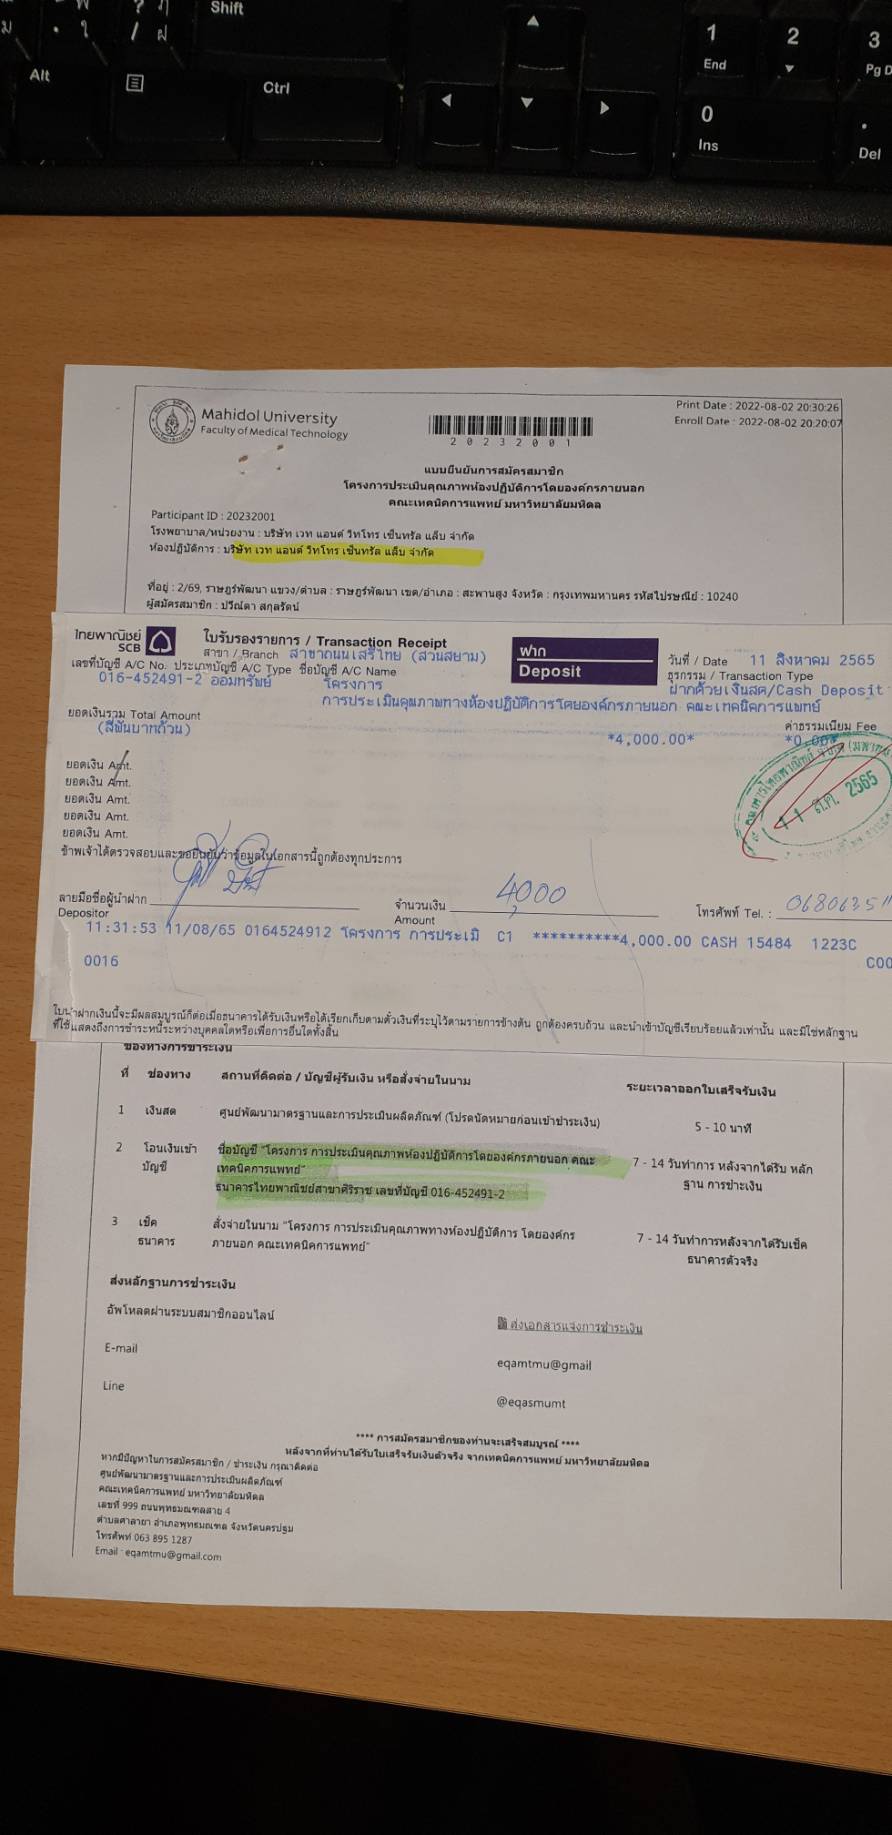 Shift
Alt
Ctrl
1
End
2
3
Pg D
0
Ins
.
Del
Mahidol University
Faculty of Medical Technology
20232001
Print Date : 2022-08-02 20:30:26
Enroll Date : 2022-08-02 20:20:07
แบบยืนยันการสมัครสมาชิก
โครงการประเมินคุณภาพห้องปฏิบัติการโดยองค์กรภายนอก
คณะเทคนิคการแพทย์ มหาวิทยาลัยมหิดล
Participant ID : 20232001
โรงพยาบาล/หน่วยงาน : บริษัท เวท แอนด์ วิทโทร เซ็นทรัล แล็บ จำกัด
ห้องปฏิบัติการ : บริษัท เวท แอนด์ วิทโทร เซ็นทรัล แล็บ จำกัด
ที่อยู่ : 2/69, ราษฎร์พัฒนา แขวง/ตำบล : ราษฎร์พัฒนา เขต/อำเภอ : สะพานสูง จังหวัด : กรุงเทพมหานคร รหัสไปรษณีย์ : 10240
ผู้สมัครสมาชิก : ปวีณ์ตา สกุลรัตน์
ไทยพาณิชย์
SCB
ใบรับรองรายการ / Transaction Receipt
สาขา / Branch สาขาถนนเสรีไทย (สวนสยาม)
ฝาก
Deposit
วันที่ / Date 11 สิงหาคม 2565
ธุรกรรม / Transaction Type
ฝากด้วยเงินสด/Cash Deposit
เลขที่บัญชี A/C No. ประเภทบัญชี A/C Type ชื่อบัญชี A/C Name
016-452491-2 ออมทรัพย์ โครงการ
การประเมินคุณภาพทางห้องปฏิบัติการโดยองค์กรภายนอก คณะเทคนิคการแพทย์
ยอดเงินรวม Total Amount
ค่าธรรมเนียม Fee
(สี่พันบาทถ้วน)
*4,000.00*
*0.00*
ยอดเงิน Amt.
ยอดเงิน Amt.
ยอดเงิน Amt.
ยอดเงิน Amt.
ยอดเงิน Amt.
11 ส.ค. 2565
ข้าพเจ้าได้ตรวจสอบและขอยืนยันว่าข้อมูลในเอกสารนี้ถูกต้องทุกประการ
ลายมือชื่อผู้นำฝาก
Depositor
จำนวนเงิน 4,000
Amount
โทรศัพท์ Tel. :
11:31:53 11/08/65 0164524912 โครงการ การประเมิ C1 **********4,000.00 CASH 15484 1223C
0016
C00
ใบนำฝากเงินนี้จะมีผลสมบูรณ์ก็ต่อเมื่อธนาคารได้รับเงินหรือได้เรียกเก็บตามตั๋วเงินที่ระบุไว้ตามรายการข้างต้น ถูกต้องครบถ้วน และนำเข้าบัญชีเรียบร้อยแล้วเท่านั้น และมิใช่หลักฐาน
ที่ใช้แสดงถึงการชำระหนี้ระหว่างบุคคลใดหรือเพื่อการอื่นใดทั้งสิ้น
ช่องทางการชำระเงิน
ที่ ช่องทาง สถานที่ติดต่อ / บัญชีผู้รับเงิน หรือสั่งจ่ายในนาม ระยะเวลาออกใบเสร็จรับเงิน
1 เงินสด ศูนย์พัฒนามาตรฐานและการประเมินผลิตภัณฑ์ (โปรดนัดหมายก่อนเข้าชำระเงิน) 5 - 10 นาที
2 โอนเงินเข้า ชื่อบัญชี "โครงการ การประเมินคุณภาพห้องปฏิบัติการโดยองค์กรภายนอก คณะ 7 - 14 วันทำการ หลังจากได้รับ หลัก
บัญชี เทคนิคการแพทย์" ฐาน การชำระเงิน
ธนาคารไทยพาณิชย์สาขาศิริราช เลขที่บัญชี 016-452491-2
3 เช็ค สั่งจ่ายในนาม "โครงการ การประเมินคุณภาพทางห้องปฏิบัติการ โดยองค์กร 7 - 14 วันทำการหลังจากได้รับเช็ค
ธนาคาร ภายนอก คณะเทคนิคการแพทย์" ธนาคารตัวจริง
ส่งหลักฐานการชำระเงิน
อัพโหลดผ่านระบบสมาชิกออนไลน์ ส่งเอกสารแจ้งการชำระเงิน
E-mail eqamtmu@gmail
Line @eqasmumt
**** การสมัครสมาชิกของท่านจะเสร็จสมบูรณ์ ****
หลังจากที่ท่านได้รับใบเสร็จรับเงินตัวจริง จากเทคนิคการแพทย์ มหาวิทยาลัยมหิดล
หากมีปัญหาในการสมัครสมาชิก / ชำระเงิน กรุณาติดต่อ
ศูนย์พัฒนามาตรฐานและการประเมินผลิตภัณฑ์
คณะเทคนิคการแพทย์ มหาวิทยาลัยมหิดล
เลขที่ 999 ถนนพุทธมณฑลสาย 4
ตำบลศาลายา อำเภอพุทธมณฑล จังหวัดนครปฐม
โทรศัพท์ 063 895 1287
Email : eqamtmu@gmail.com